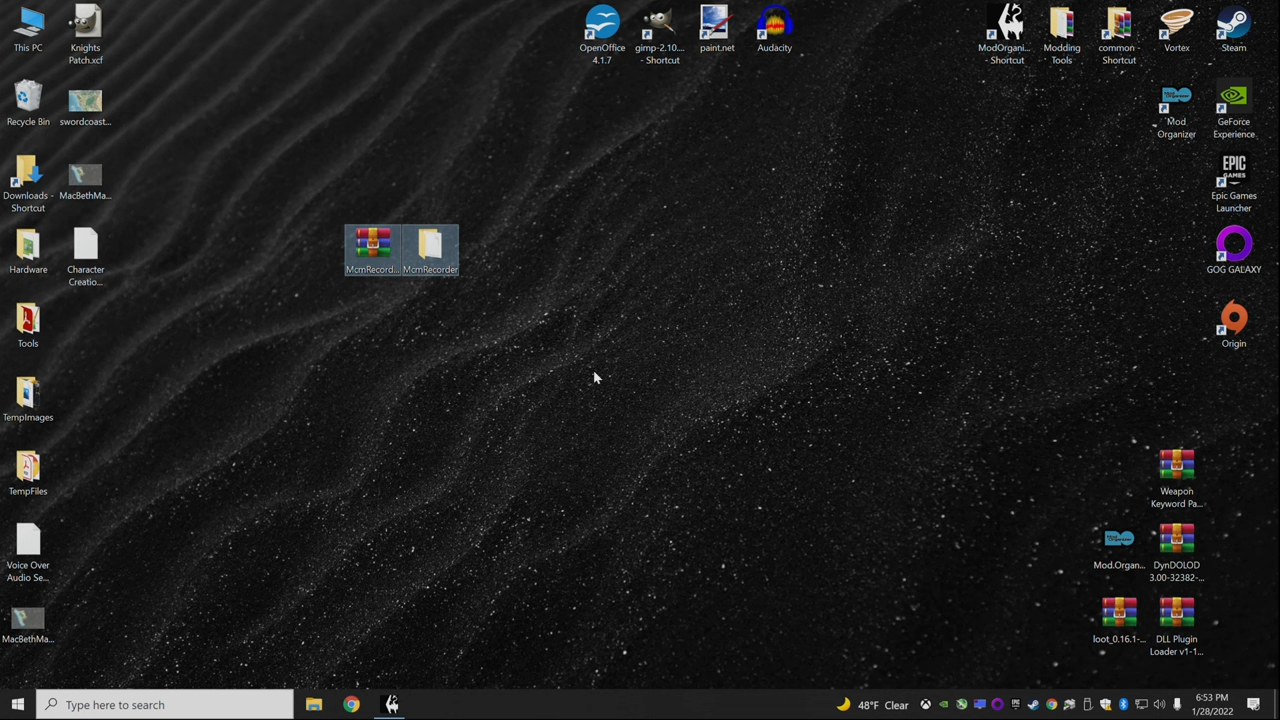 This PC
Knights
Patch.xcf
OpenOffice
4.1.7
gimp-2.10....
- Shortcut
paint.net
Audacity
ModOrgani...
- Shortcut
Modding
Tools
common -
Shortcut
Vortex
Steam
Recycle Bin
swordcoast...
Mod
Organizer
GeForce
Experience
Downloads -
Shortcut
MacBethMa...
EPIC
GAMES
Epic Games
Launcher
Hardware
Character
Creatio...
McmRecord...
McmRecorder
GOG GALAXY
Tools
Origin
TempImages
TempFiles
Weapon
Keyword Pa...
Voice Over
Audio Se...
Mod.Organ...
DynDOLOD
3.00-32382-...
MacBethMa...
loot_0.16.1-...
DLL Plugin
Loader v1-1...
Type here to search
48°F Clear
6:53 PM
1/28/2022